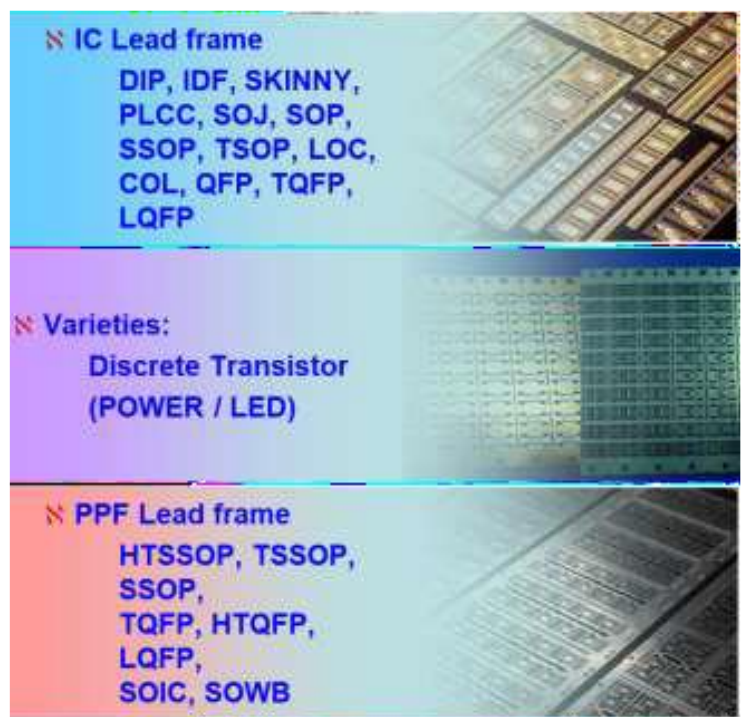 IC Lead frame
DIP, IDF, SKINNY,
PLCC, SOJ, SOP,
SSOP, TSOP, LOC,
COL, QFP, TQFP,
LQFP
Varieties:
Discrete Transistor
(POWER / LED)
PPF Lead frame
HTSSOP, TSSOP,
SSOP,
TQFP, HTQFP,
LQFP,
SOIC, SOWB